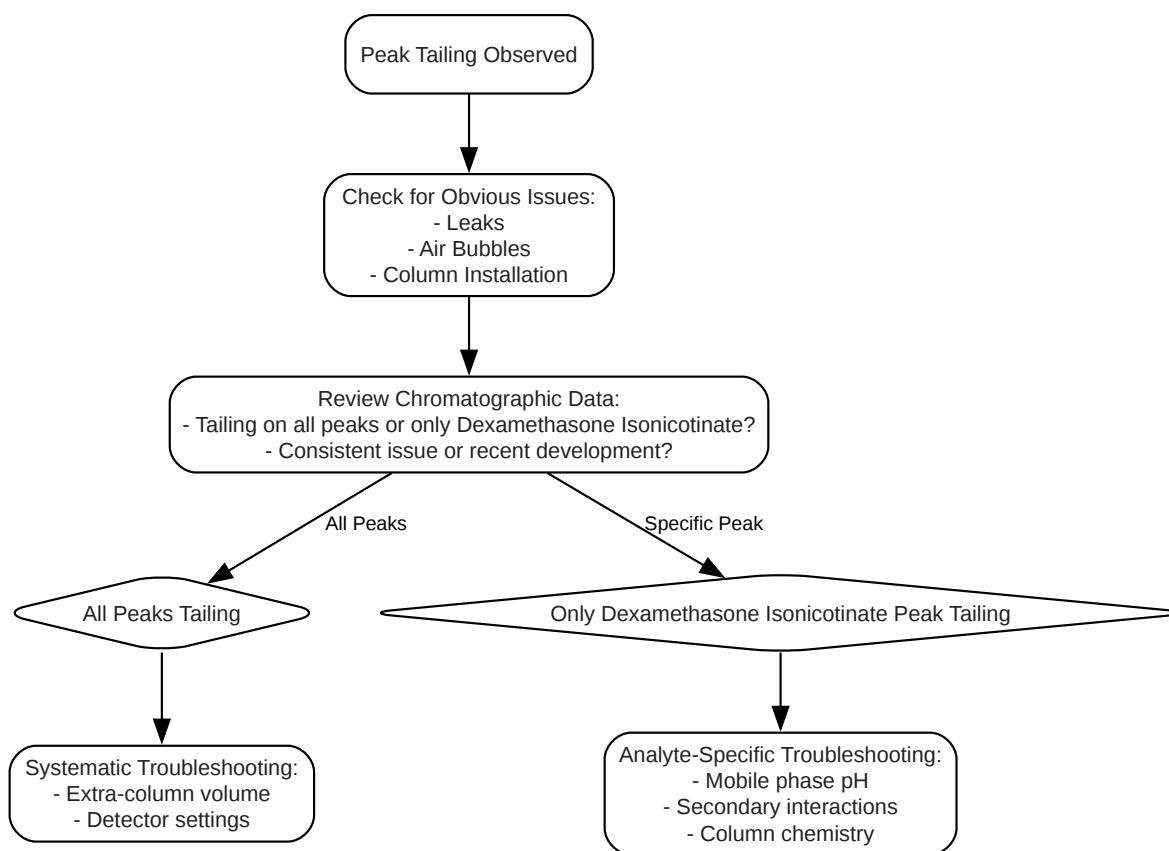 Peak Tailing Observed
Check for Obvious Issues:
- Leaks
- Air Bubbles
- Column Installation
Review Chromatographic Data:
- Tailing on all peaks or only Dexamethasone Isonicotinate?
- Consistent issue or recent development?
All Peaks
Specific Peak
All Peaks Tailing
Only Dexamethasone Isonicotinate Peak Tailing
Systematic Troubleshooting:
- Extra-column volume
- Detector settings
Analyte-Specific Troubleshooting:
- Mobile phase pH
- Secondary interactions
- Column chemistry